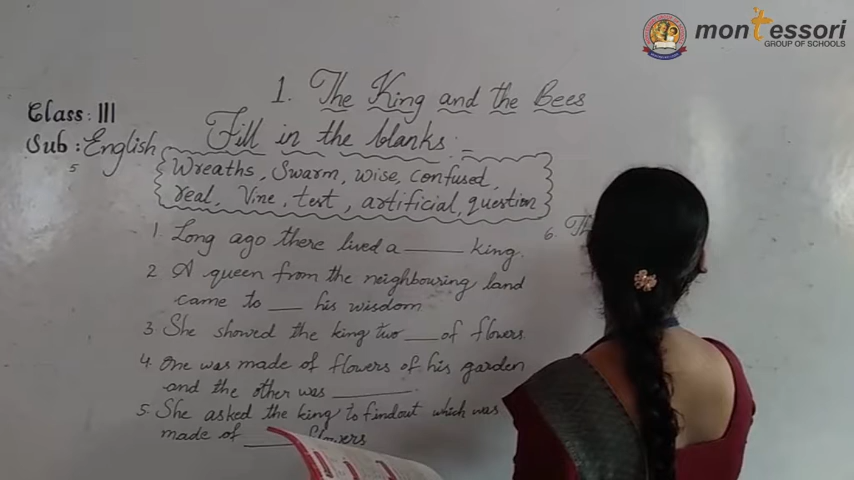 montessori
GROUP OF SCHOOLS
1. The King and the Bees
Class: III
Sub: English
Fill in the blanks:-
Wreaths, Swarm, wise, confused,
real, Vine, test, artificial, question
1. Long ago there lived a ____ king.
2 A queen from the neighbouring land
came to ___ his wisdom
3 She showed the king two ___ of flowers.
4. One was made of flowers of his garden
and the other was ______.
5. She asked the king to findout which was
made of _____ flowers
6. Th